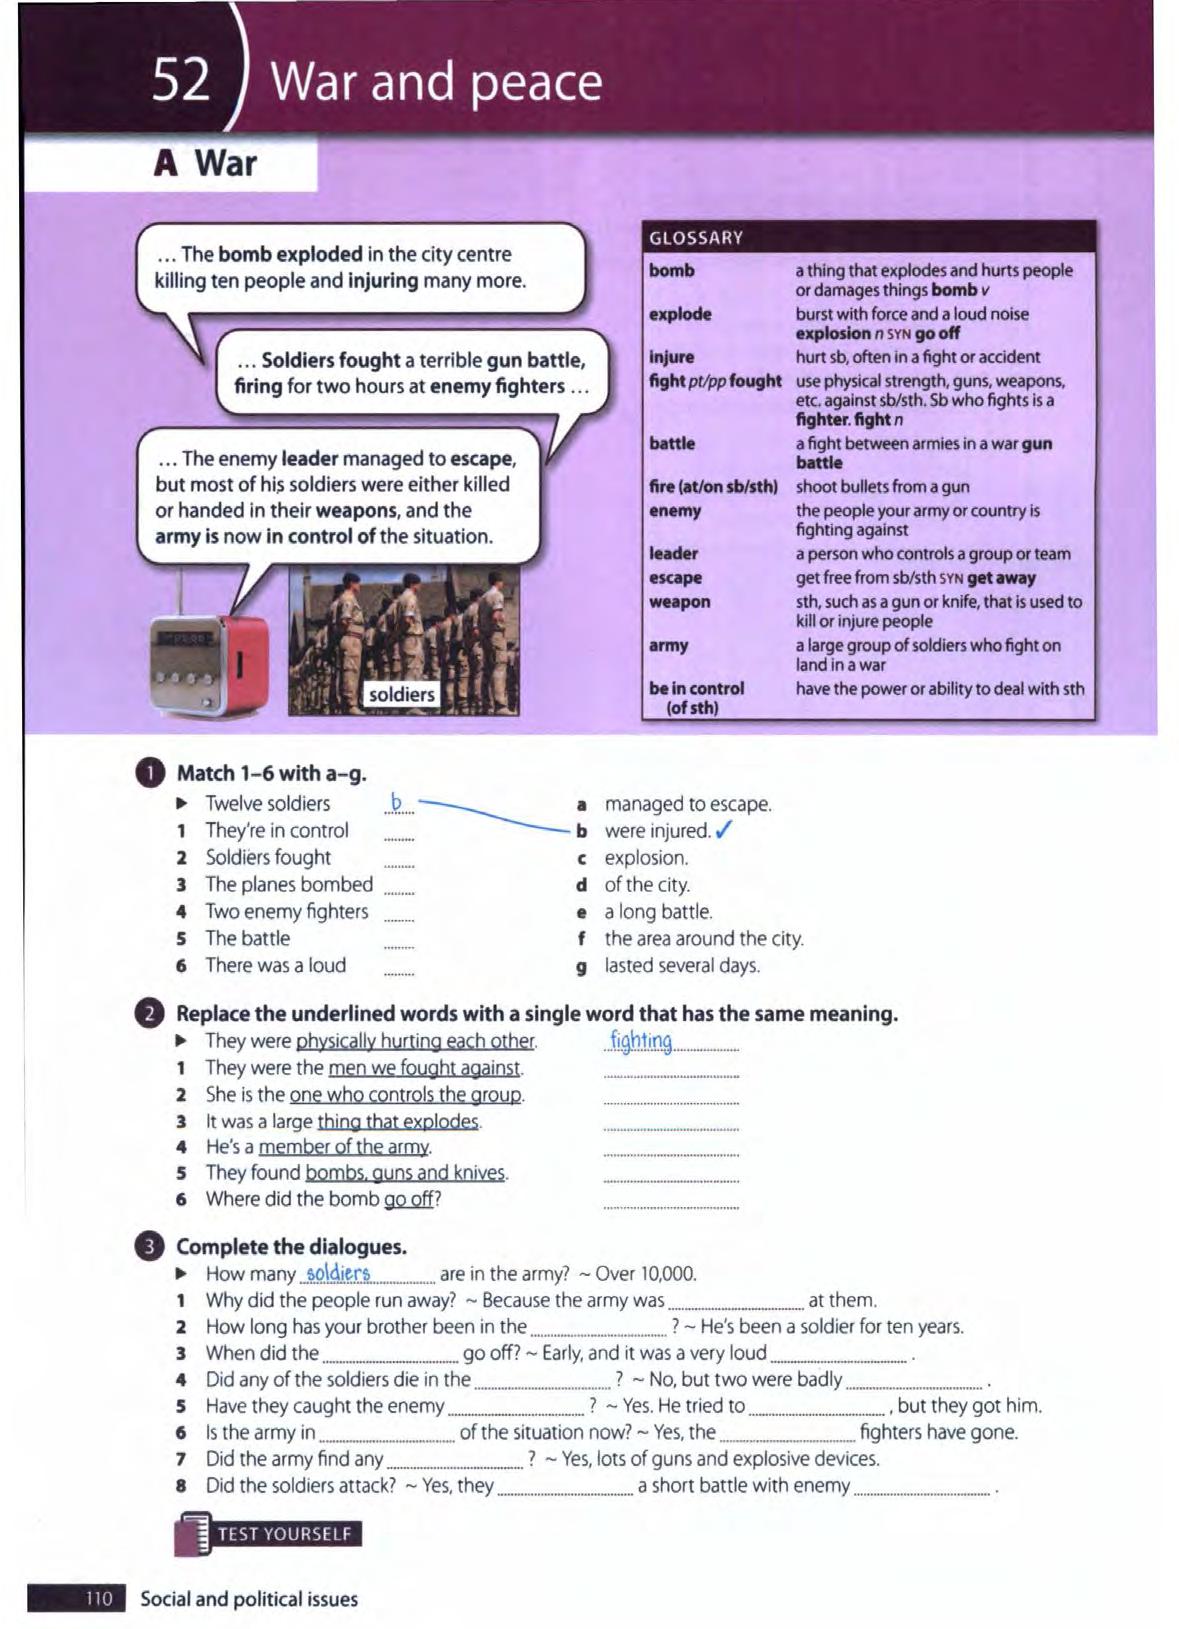 52 War and peace
A War
... The bomb exploded in the city centre
killing ten people and injuring many more.
... Soldiers fought a terrible gun battle,
firing for two hours at enemy fighters ...
... The enemy leader managed to escape,
but most of his soldiers were either killed
or handed in their weapons, and the
army is now in control of the situation.
soldiers
GLOSSARY
bomb a thing that explodes and hurts people
or damages things bomb v
explode burst with force and a loud noise
explosion n SYN go off
injure hurt sb, often in a fight or accident
fight pt/pp fought use physical strength, guns, weapons,
etc. against sb/sth. Sb who fights is a
fighter. fight n
battle a fight between armies in a war gun
battle
fire (at/on sb/sth) shoot bullets from a gun
enemy the people your army or country is
fighting against
leader a person who controls a group or team
escape get free from sb/sth SYN get away
weapon sth, such as a gun or knife, that is used to
kill or injure people
army a large group of soldiers who fight on
land in a war
be in control have the power or ability to deal with sth
(of sth)
1 Match 1–6 with a–g.
▶ Twelve soldiers b a managed to escape.
1 They're in control ........ b were injured. ✓
2 Soldiers fought ........ c explosion.
3 The planes bombed ........ d of the city.
4 Two enemy fighters ........ e a long battle.
5 The battle ........ f the area around the city.
6 There was a loud ........ g lasted several days.
2 Replace the underlined words with a single word that has the same meaning.
▶ They were physically hurting each other. fighting
1 They were the men we fought against. ........
2 She is the one who controls the group. ........
3 It was a large thing that explodes. ........
4 He's a member of the army. ........
5 They found bombs, guns and knives. ........
6 Where did the bomb go off? ........
3 Complete the dialogues.
▶ How many soldiers are in the army? ~ Over 10,000.
1 Why did the people run away? ~ Because the army was ........ at them.
2 How long has your brother been in the ........ ? ~ He's been a soldier for ten years.
3 When did the ........ go off? ~ Early, and it was a very loud ........ .
4 Did any of the soldiers die in the ........ ? ~ No, but two were badly ........ .
5 Have they caught the enemy ........ ? ~ Yes. He tried to ........ , but they got him.
6 Is the army in ........ of the situation now? ~ Yes, the ........ fighters have gone.
7 Did the army find any ........ ? ~ Yes, lots of guns and explosive devices.
8 Did the soldiers attack? ~ Yes, they ........ a short battle with enemy ........ .
TEST YOURSELF
110 Social and political issues